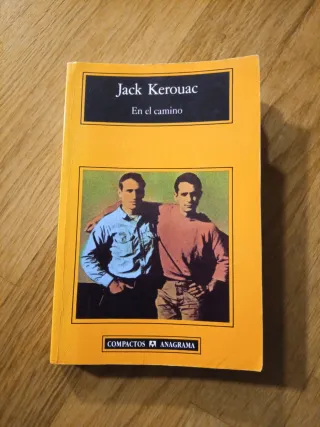 Jack Kerouac
En el camino
COMPACTOS ANAGRAMA